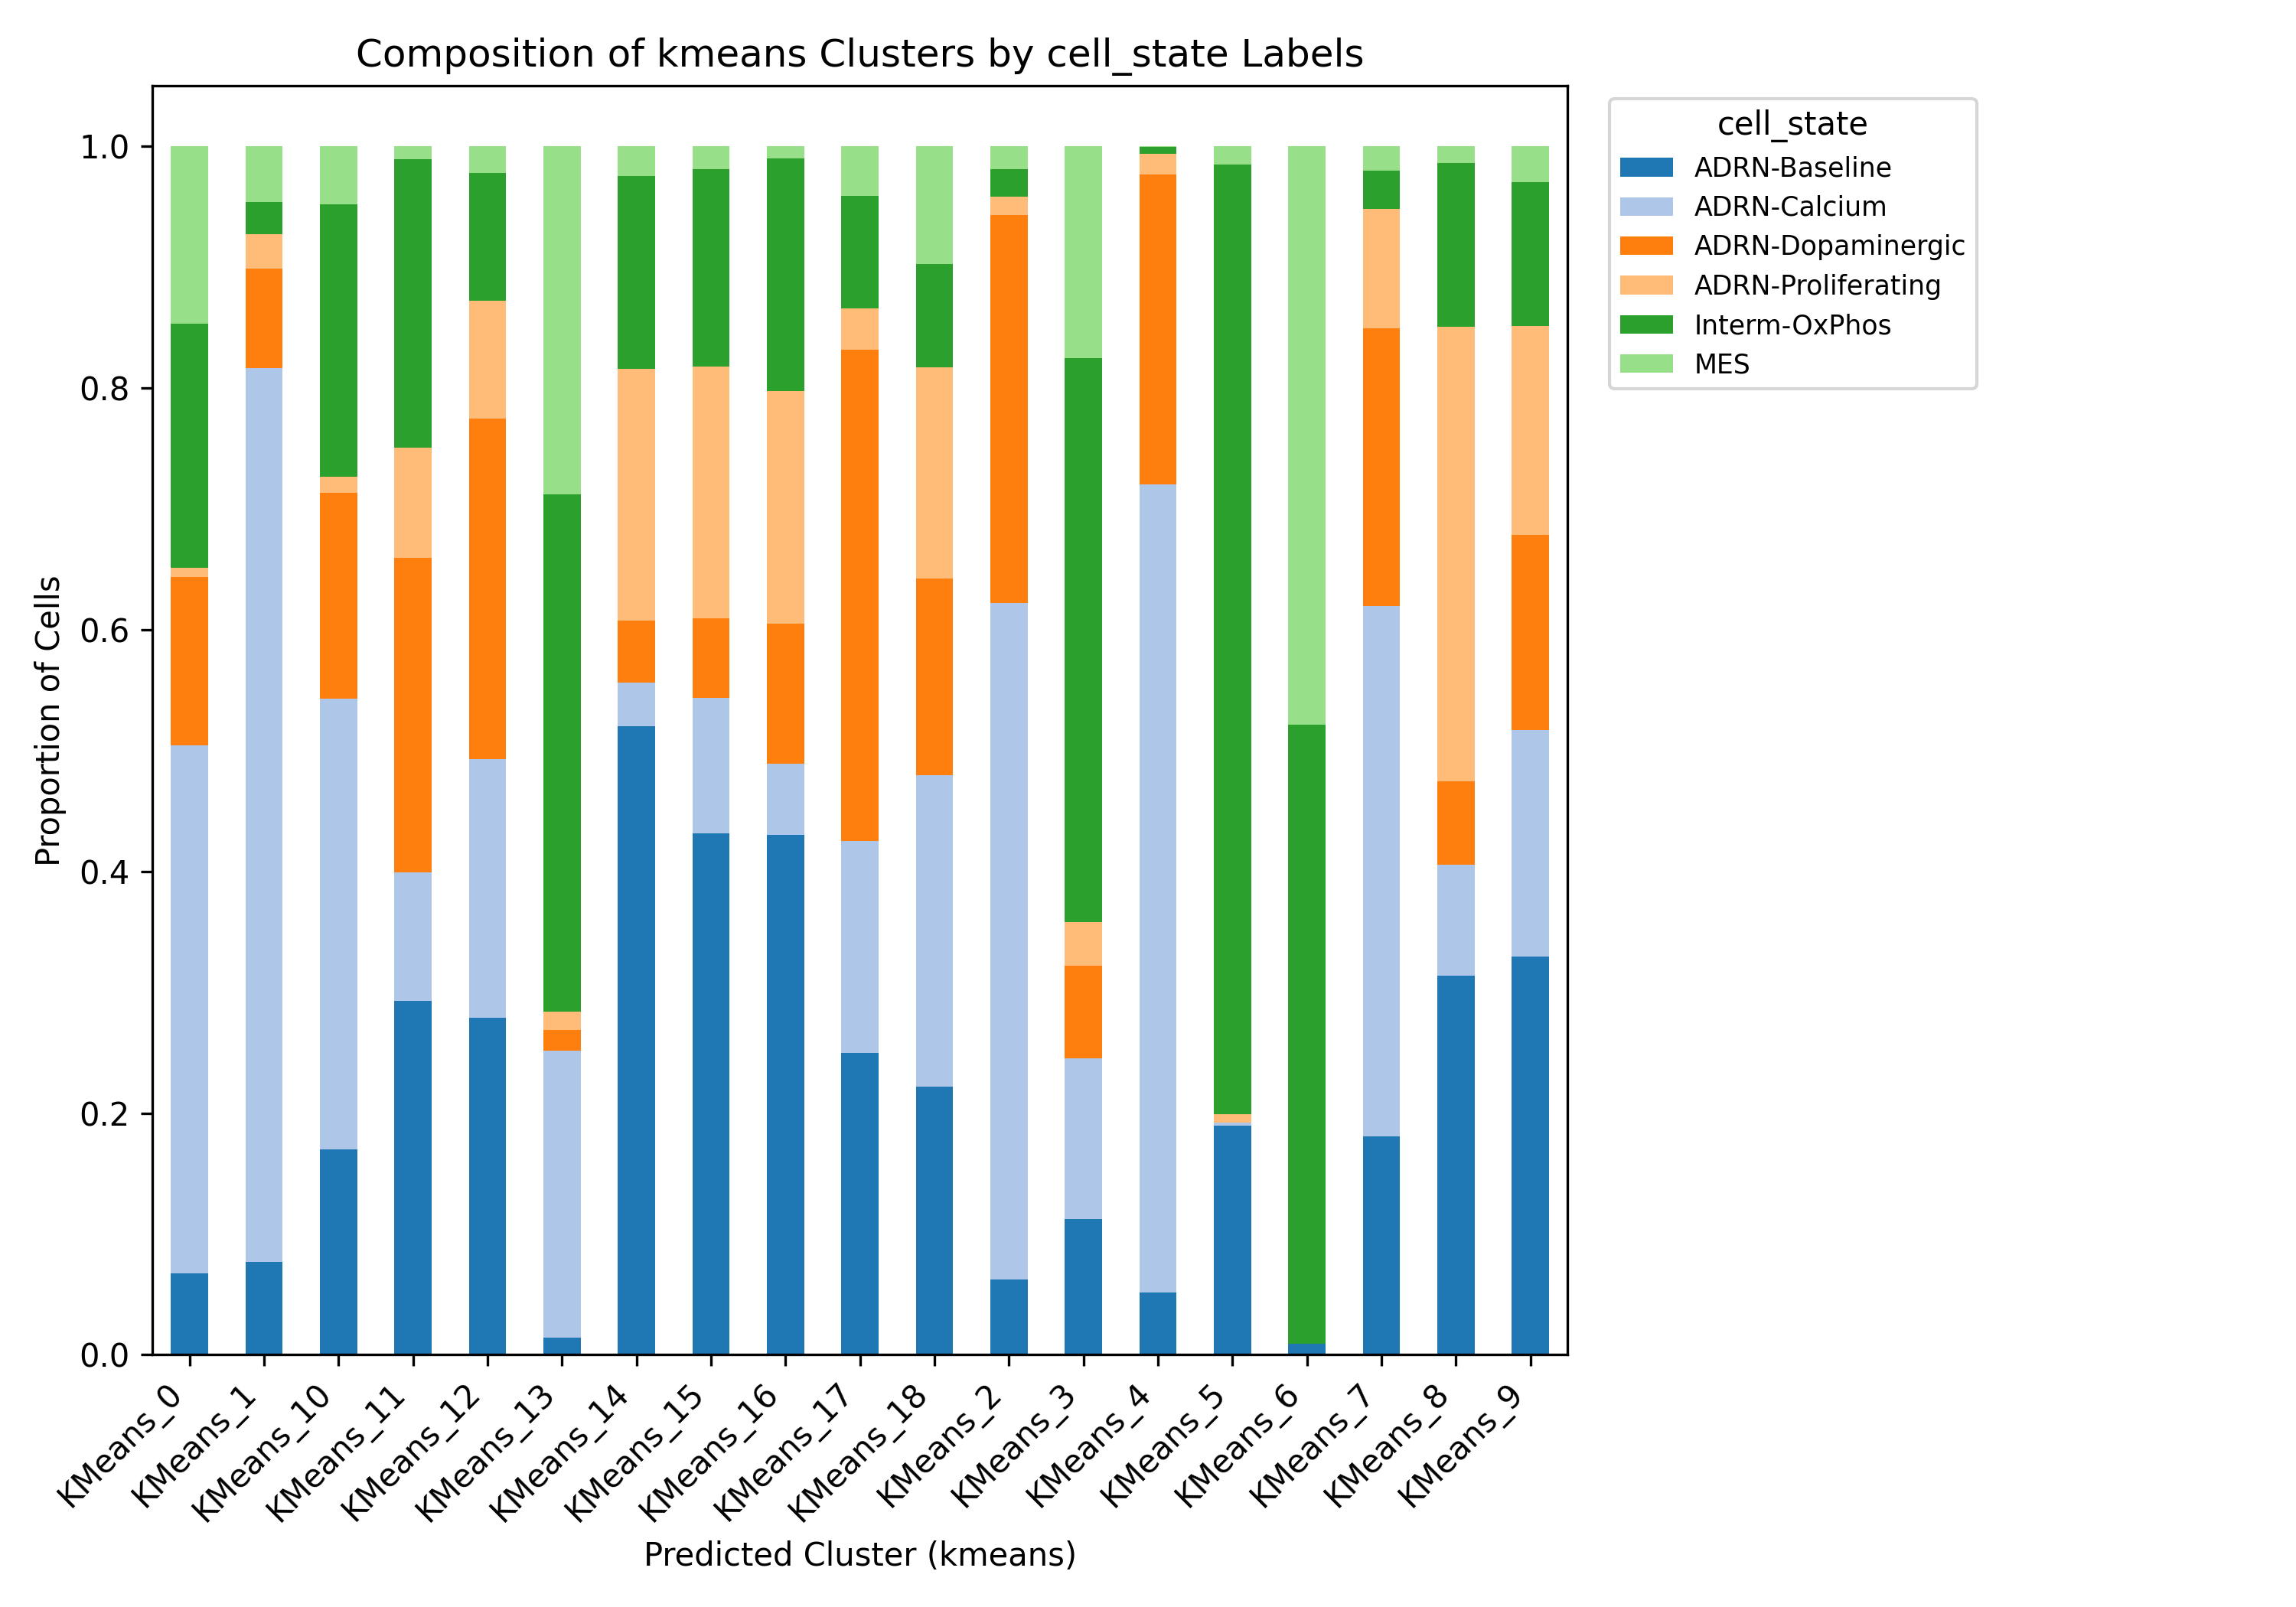 Composition of kmeans Clusters by cell_state Labels
cell_state
ADRN-Baseline
ADRN-Calcium
ADRN-Dopaminergic
ADRN-Proliferating
Interm-OxPhos
MES
Proportion of Cells
1.0
0.8
0.6
0.4
0.2
0.0
KMeans_0
KMeans_1
KMeans_10
KMeans_11
KMeans_12
KMeans_13
KMeans_14
KMeans_15
KMeans_16
KMeans_17
KMeans_18
KMeans_2
KMeans_3
KMeans_4
KMeans_5
KMeans_6
KMeans_7
KMeans_8
KMeans_9
Predicted Cluster (kmeans)